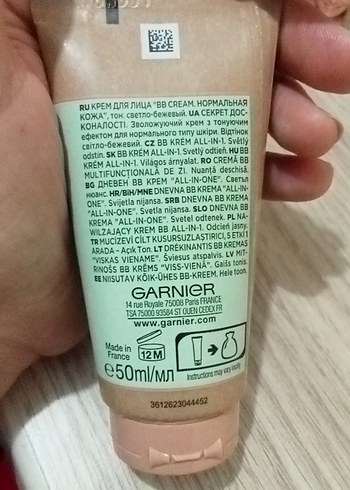 RU КРЕМ ДЛЯ ЛИЦА "BB CREAM. НОРМАЛЬНАЯ
КОЖА", тон: светло-бежевый. UA СЕКРЕТ ДОС-
КОНАЛОСТІ. Зволожуючий крем з тонуючим
ефектом для нормального типу шкіри. Відтінок
світло-бежевий. CZ BB KRÉM ALL-IN-1. Světlý
odstín. SK BB KRÉM ALL-IN-1. Svetlý odtieň. HU BB
KRÉM ALL-IN-1. Világos árnyalat. RO CREMĂ BB
MULTIFUNCŢIONALĂ DE ZI. Nuanţă deschisă.
BG ДНЕВЕН BB КРЕМ "ALL-IN-ONE". Светъл
нюанс. HR/BIH/MNE DNEVNA BB KREMA "ALL-IN-
ONE". Svijetla nijansa. SRB DNEVNA BB KREMA
"ALL-IN-ONE". Svetla nijansa. SLO DNEVNA BB
KREMA "ALL-IN-ONE". Svetel odtenek. PL NA-
WILŻAJĄCY KREM BB ALL-IN-1. Odcień jasny.
TR MUCİZEVİ CİLT KUSURSUZLAŞTIRICI, 5 ETKİ 1
ARADA – Açık Ton. LT DRĖKINANTIS BB KREMAS
"VISKAS VIENAME". Šviesus atspalvis. LV MIT-
RINOŠS BB KRĒMS "VISS-VIENĀ". Gaišs tonis.
EE NIISUTAV KÕIK-ÜHES BB-KREEM. Hele toon.
GARNIER
14 rue Royale 75008 Paris FRANCE
TSA 75000 93584 ST OUEN CEDEX FR
www.garnier.com
Made in
France
12M
Instructions may vary locally
e50ml/мл
3612623044452
GARNIER